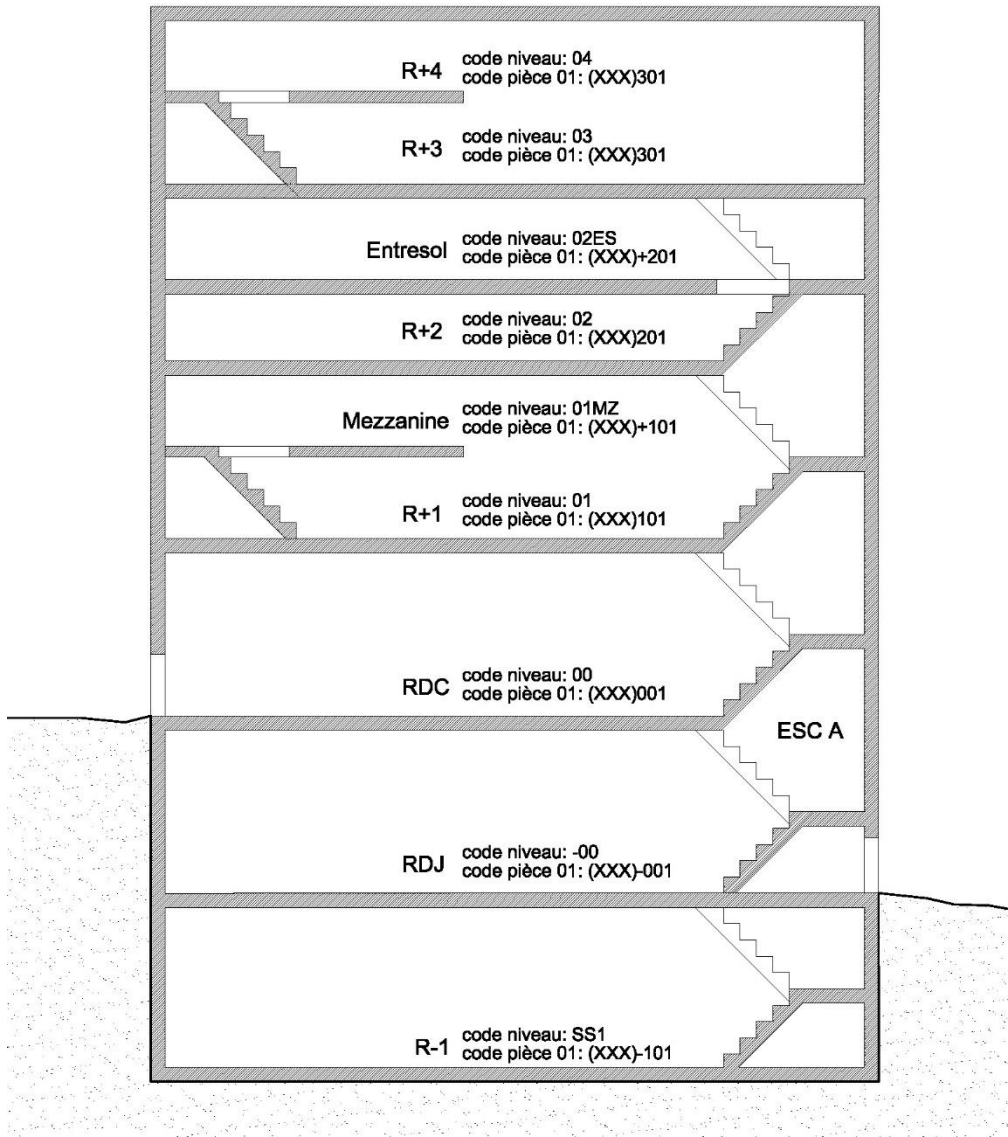 R+4 code niveau: 04
code pièce 01: (XXX)301
R+3 code niveau: 03
code pièce 01: (XXX)301
Entresol code niveau: 02ES
code pièce 01: (XXX)+201
R+2 code niveau: 02
code pièce 01: (XXX)201
Mezzanine code niveau: 01MZ
code pièce 01: (XXX)+101
R+1 code niveau: 01
code pièce 01: (XXX)101
RDC code niveau: 00
code pièce 01: (XXX)001
ESC A
RDJ code niveau: -00
code pièce 01: (XXX)-001
R-1 code niveau: SS1
code pièce 01: (XXX)-101